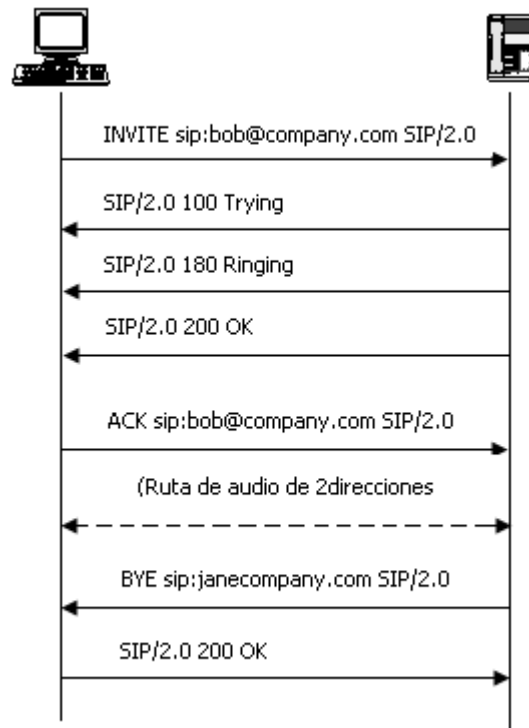 INVITE sip:bob@company.com SIP/2.0
SIP/2.0 100 Trying
SIP/2.0 180 Ringing
SIP/2.0 200 OK
ACK sip:bob@company.com SIP/2.0
(Ruta de audio de 2direcciones
BYE sip:janecompany.com SIP/2.0
SIP/2.0 200 OK